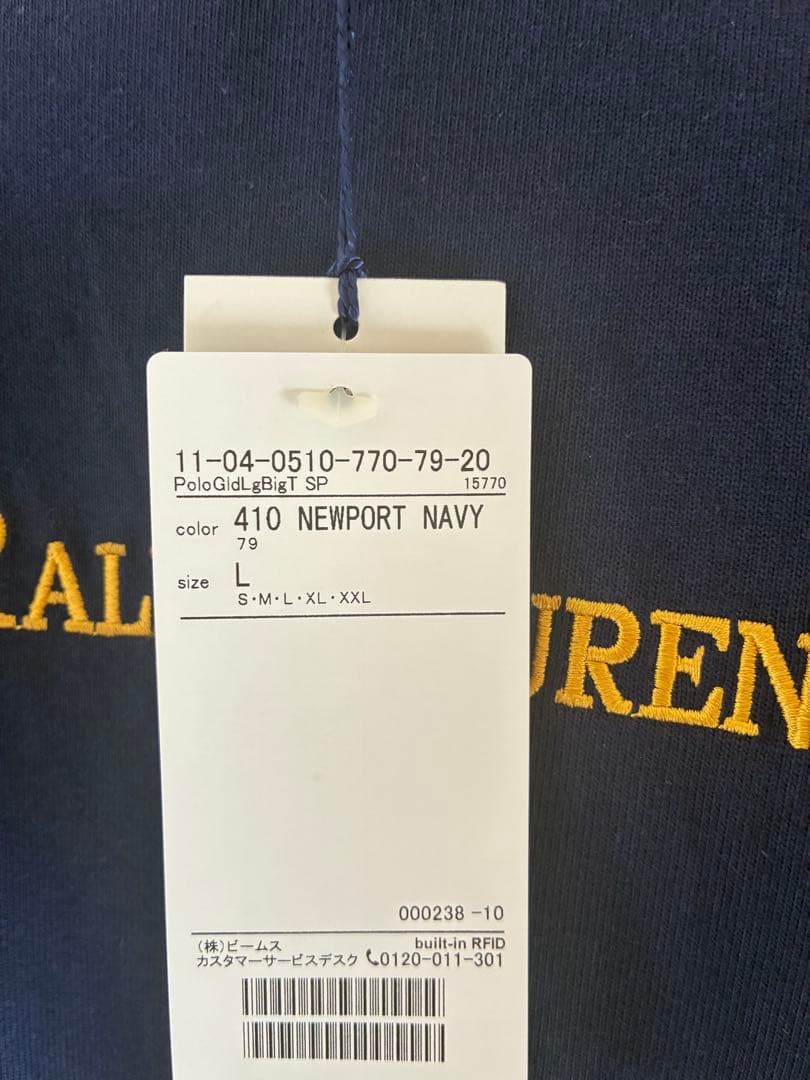 11-04-0510-770-79-20
PoloGldLgBigT SP 15770
color 410 NEWPORT NAVY
79
size L
S・M・L・XL・XXL
RAL UREN
000238 -10
(株)ビームス built-in RFID
カスタマーサービスデスク 0120-011-301